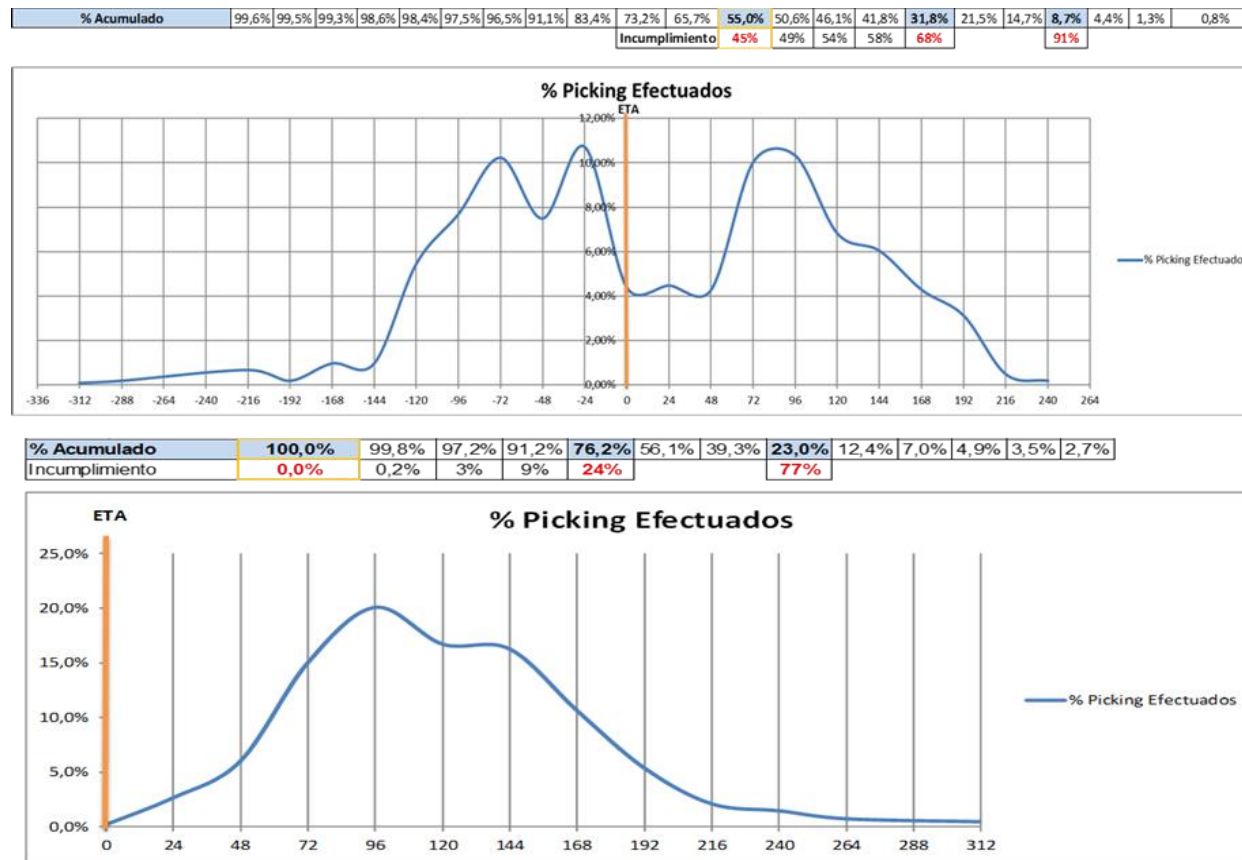 % Acumulado 99,6% 99,5% 99,3% 98,6% 98,4% 97,5% 96,5% 91,1% 83,4% 73,2% 65,7% 55,0% 50,6% 46,1% 41,8% 31,8% 21,5% 14,7% 8,7% 4,4% 1,3% 0,8%
Incumplimiento 45% 49% 54% 58% 68% 91%
% Picking Efectuados
ETA
12,00%
10,00%
8,00%
6,00%
4,00%
2,00%
0,00%
% Picking Efectuado
-336 -312 -288 -264 -240 -216 -192 -168 -144 -120 -96 -72 -48 -24 0 24 48 72 96 120 144 168 192 216 240 264
% Acumulado 100,0% 99,8% 97,2% 91,2% 76,2% 56,1% 39,3% 23,0% 12,4% 7,0% 4,9% 3,5% 2,7%
Incumplimiento 0,0% 0,2% 3% 9% 24% 77%
ETA
% Picking Efectuados
25,0%
20,0%
15,0%
10,0%
5,0%
0,0%
% Picking Efectuados
0 24 48 72 96 120 144 168 192 216 240 264 288 312